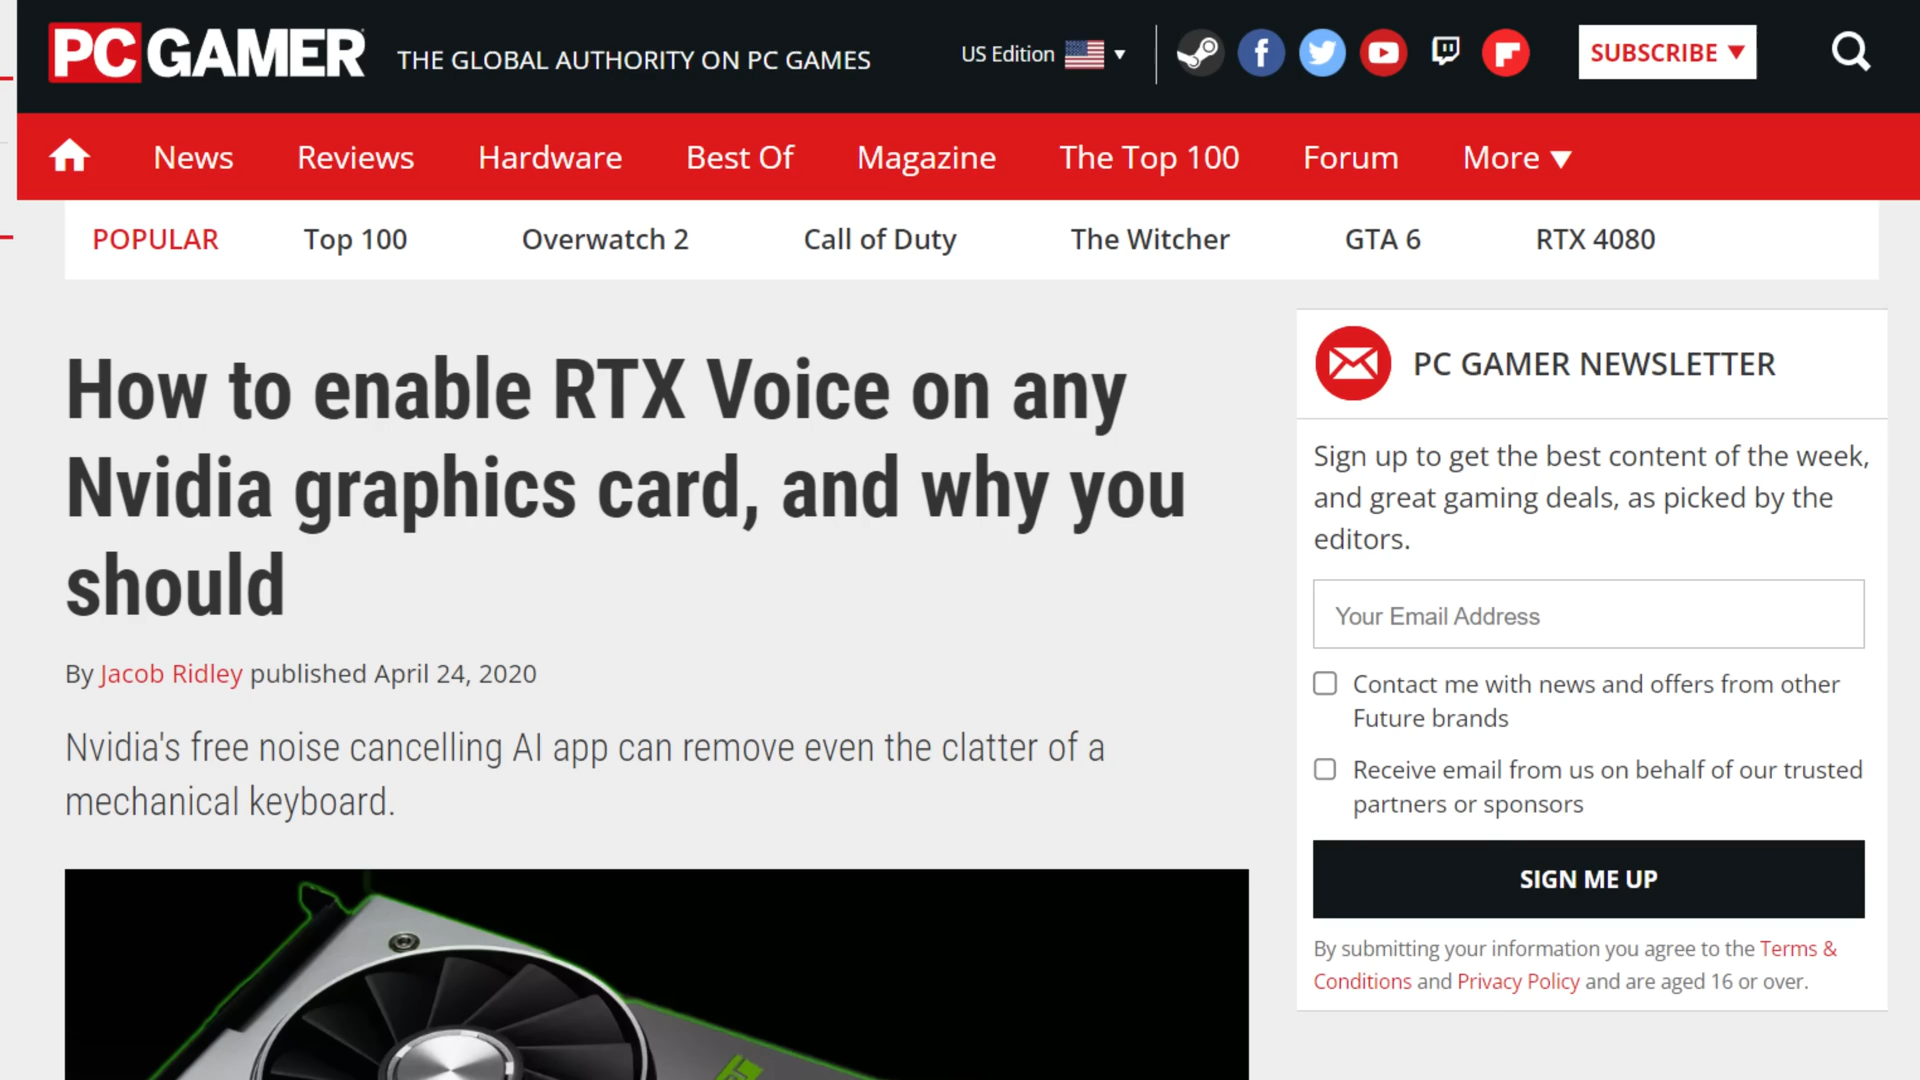 PC GAMER
THE GLOBAL AUTHORITY ON PC GAMES
US Edition
SUBSCRIBE
News Reviews Hardware Best Of Magazine The Top 100 Forum More
POPULAR Top 100 Overwatch 2 Call of Duty The Witcher GTA 6 RTX 4080
How to enable RTX Voice on any
Nvidia graphics card, and why you
should
By Jacob Ridley published April 24, 2020
Nvidia's free noise cancelling AI app can remove even the clatter of a
mechanical keyboard.
PC GAMER NEWSLETTER
Sign up to get the best content of the week,
and great gaming deals, as picked by the
editors.
Your Email Address
Contact me with news and offers from other
Future brands
Receive email from us on behalf of our trusted
partners or sponsors
SIGN ME UP
By submitting your information you agree to the Terms &
Conditions and Privacy Policy and are aged 16 or over.